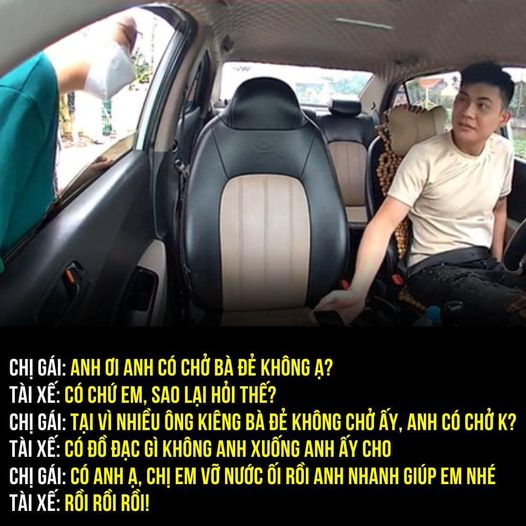 CHỊ GÁI: ANH ƠI ANH CÓ CHỞ BÀ ĐẺ KHÔNG Ạ?
TÀI XẾ: CÓ CHỨ EM, SAO LẠI HỎI THẾ?
CHỊ GÁI: TẠI VÌ NHIỀU ÔNG KIÊNG BÀ ĐẺ KHÔNG CHỞ ẤY, ANH CÓ CHỞ K?
TÀI XẾ: CÓ ĐỒ ĐẠC GÌ KHÔNG ANH XUỐNG ANH ẤY CHO
CHỊ GÁI: CÓ ANH Ạ, CHỊ EM VỠ NƯỚC ỐI RỒI ANH NHANH GIÚP EM NHÉ
TÀI XẾ: RỒI RỒI RỒI!